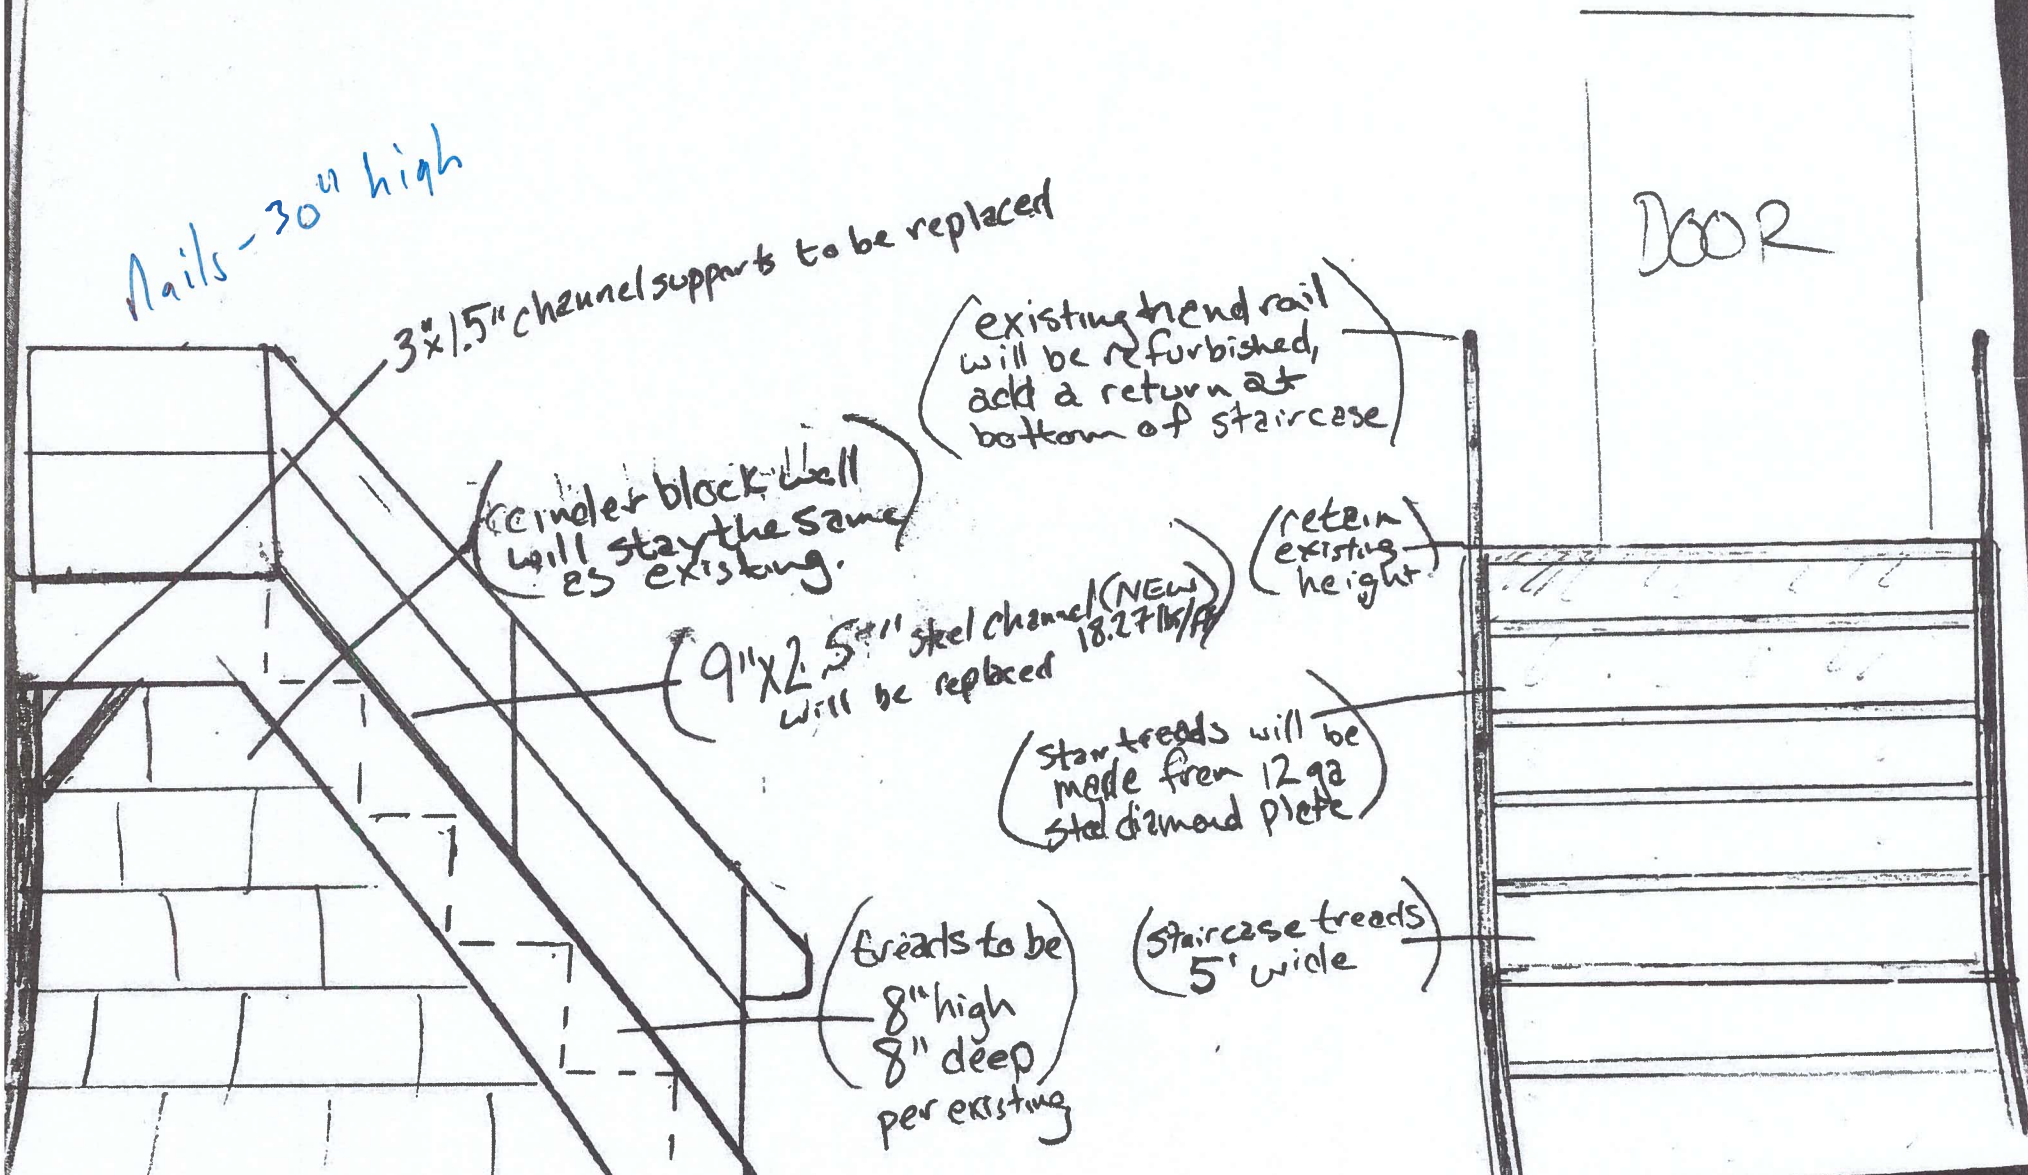 Rails - 30" high
3"x1.5" channel supports to be replaced
DOOR
existing hend rail
will be refurbished,
add a return at
bottom of staircase
cinder block wall
will stay the same
as existing.
retain
existing
height
9"x2.5" steel channel (NEW)
will be replaced 18.27 lb/ft
stair treads will be
made from 12 ga
steel diamond plate
treads to be
8" high
8" deep
per existing
staircase treads
5' wide